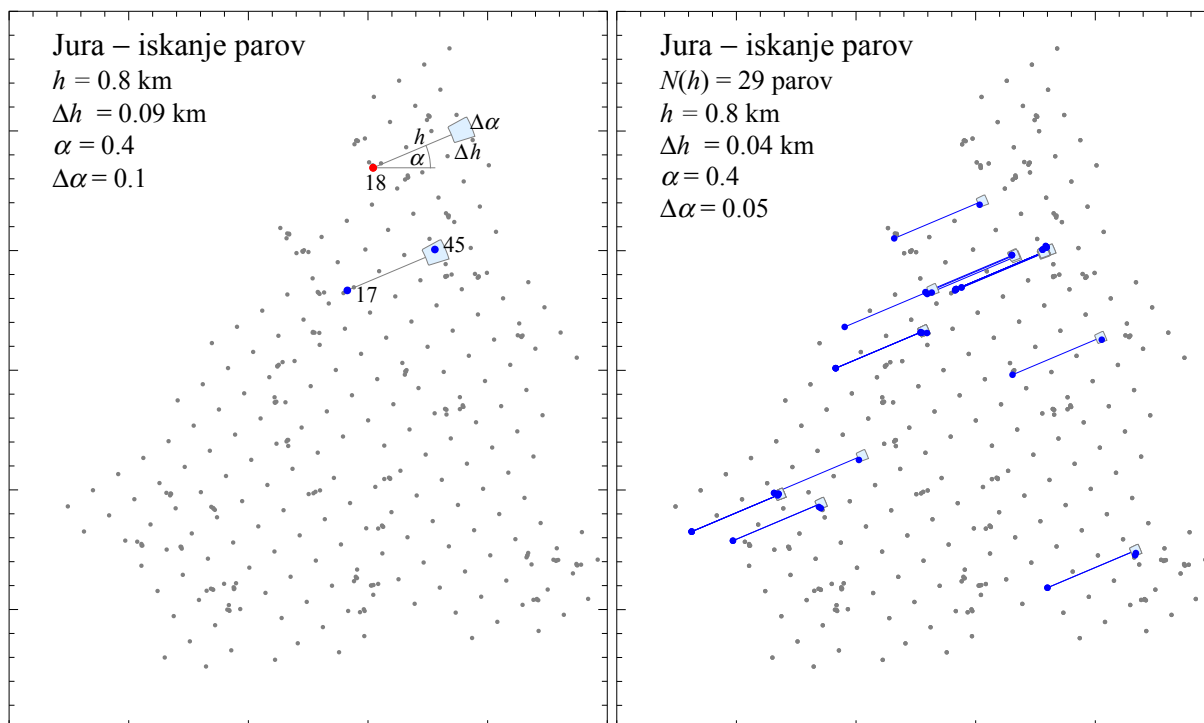 Jura – iskanje parov
h = 0.8 km
Δh = 0.09 km
α = 0.4
Δα = 0.1
Δα
h
α
Δh
18
45
17
Jura – iskanje parov
N(h) = 29 parov
h = 0.8 km
Δh = 0.04 km
α = 0.4
Δα = 0.05